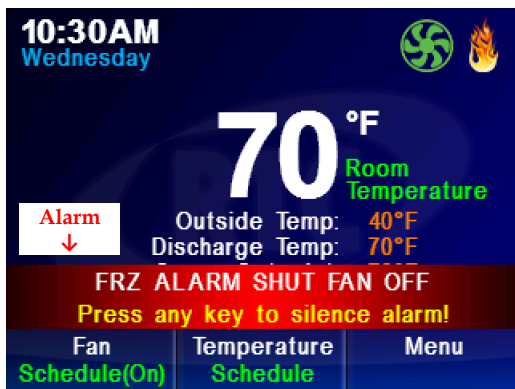 10:30AM
Wednesday
70°F
Room
Temperature
Alarm
↓
Outside Temp: 40°F
Discharge Temp: 70°F
FRZ ALARM SHUT FAN OFF
Press any key to silence alarm!
Fan Temperature Menu
Schedule(On) Schedule